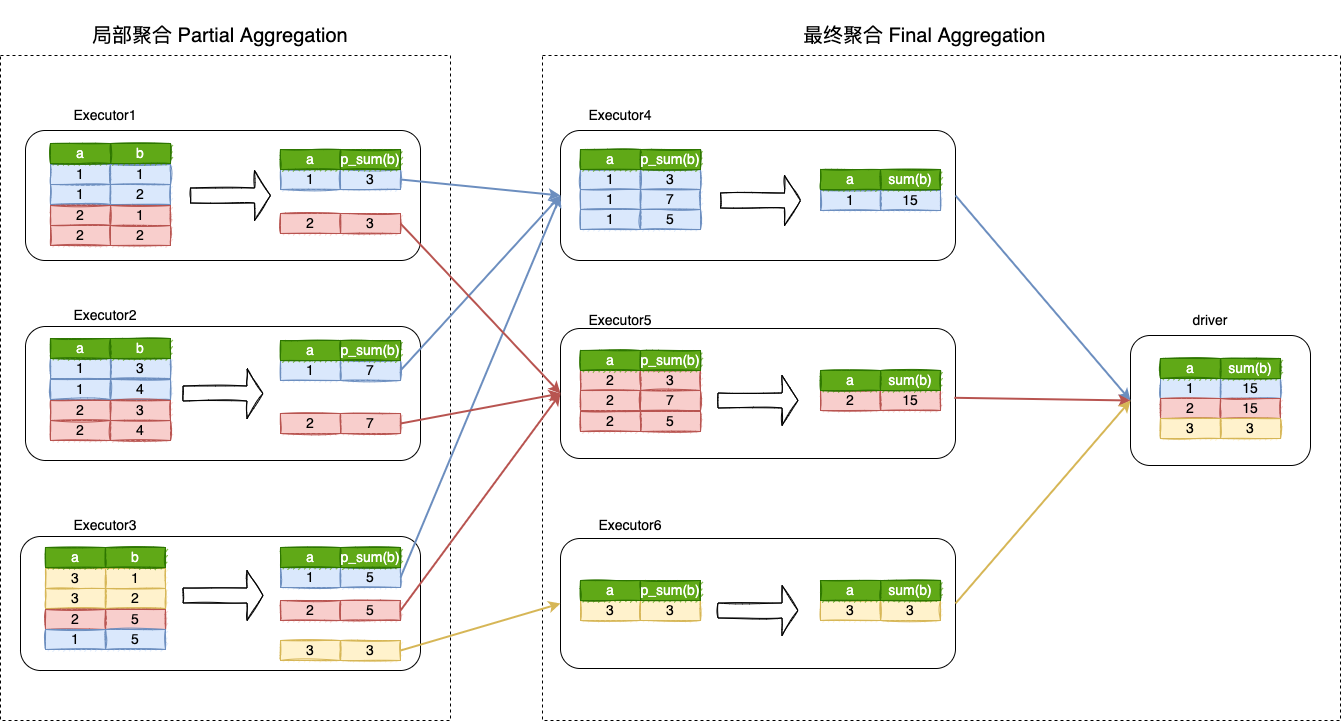 局部聚合 Partial Aggregation
最终聚合 Final Aggregation
Executor1
a b
1 1
1 2
2 1
2 2
a p_sum(b)
1 3
2 3
Executor2
a b
1 3
1 4
2 3
2 4
a p_sum(b)
1 7
2 7
Executor3
a b
3 1
3 2
2 5
1 5
a p_sum(b)
1 5
2 5
3 3
Executor4
a p_sum(b)
1 3
1 7
1 5
a sum(b)
1 15
Executor5
a p_sum(b)
2 3
2 7
2 5
a sum(b)
2 15
Executor6
a p_sum(b)
3 3
a sum(b)
3 3
driver
a sum(b)
1 15
2 15
3 3